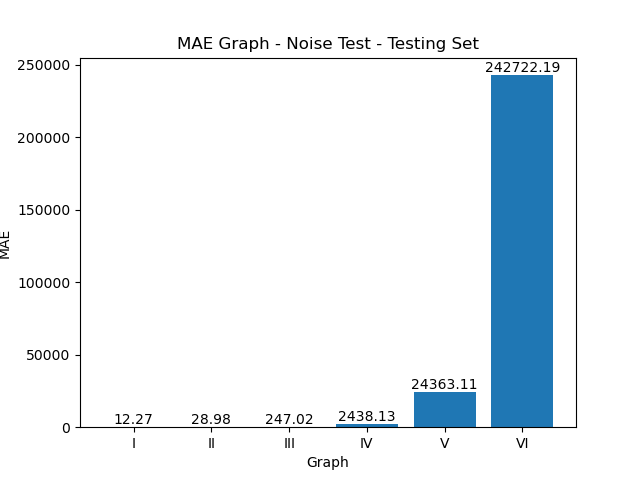 MAE Graph - Noise Test - Testing Set
250000
200000
150000
100000
50000
0
MAE
12.27
28.98
247.02
2438.13
24363.11
242722.19
I
II
III
IV
V
VI
Graph